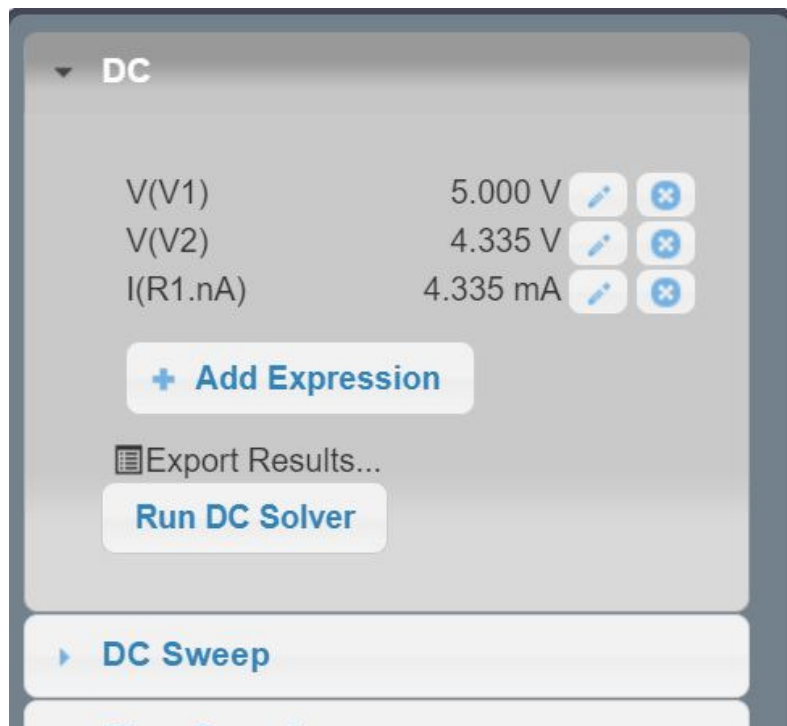 DC
V(V1) 5.000 V
V(V2) 4.335 V
I(R1.nA) 4.335 mA
+ Add Expression
Export Results...
Run DC Solver
DC Sweep